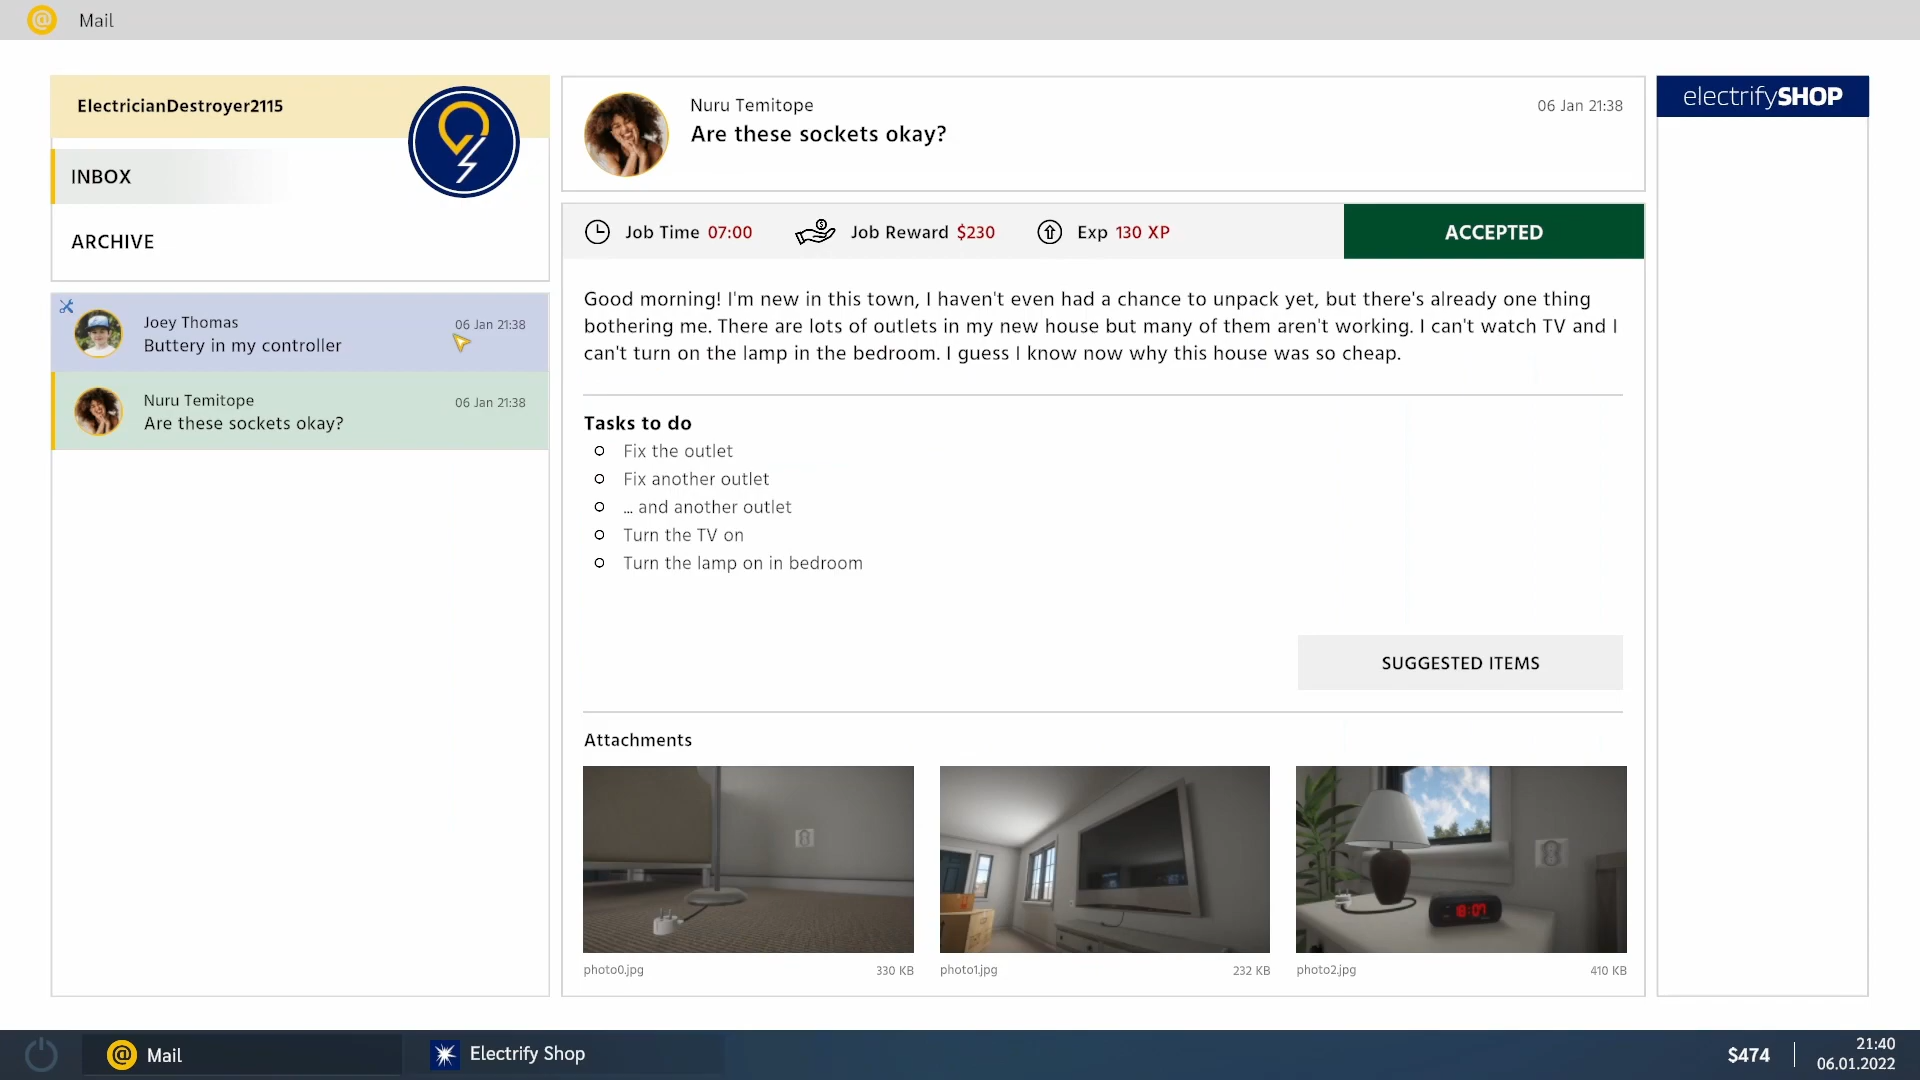 Mail
ElectricianDestroyer2115
INBOX
ARCHIVE
Joey Thomas
06 Jan 21:38
Buttery in my controller
Nuru Temitope
06 Jan 21:38
Are these sockets okay?
Nuru Temitope
06 Jan 21:38
Are these sockets okay?
Job Time 07:00
Job Reward $230
Exp 130 XP
ACCEPTED
Good morning! I'm new in this town, I haven't even had a chance to unpack yet, but there's already one thing
bothering me. There are lots of outlets in my new house but many of them aren't working. I can't watch TV and I
can't turn on the lamp in the bedroom. I guess I know now why this house was so cheap.
Tasks to do
Fix the outlet
Fix another outlet
... and another outlet
Turn the TV on
Turn the lamp on in bedroom
SUGGESTED ITEMS
Attachments
18:07
photo0.jpg
330 KB
photo1.jpg
232 KB
photo2.jpg
410 KB
electrifySHOP
Mail
Electrify Shop
$474
21:40
06.01.2022